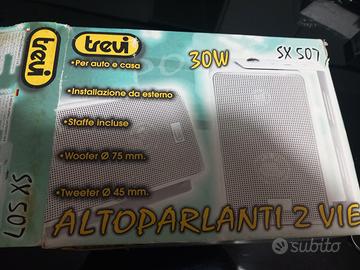 trevi
SX 507
trevi
30W
SX 507
•Per auto e casa
•Installazione da esterno
•Staffe incluse
•Woofer Ø 75 mm.
•Tweeter Ø 45 mm.
ALTOPARLANTI 2 VIE
subito